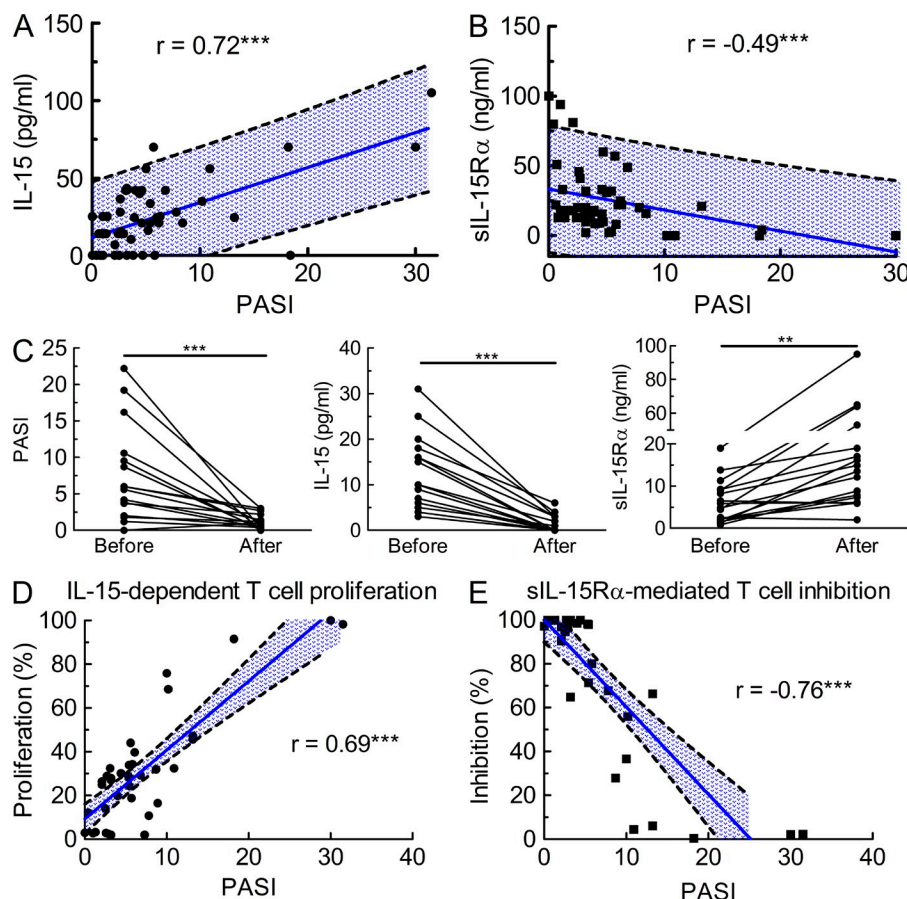 A
r = 0.72***
IL-15 (pg/ml)
150
100
50
0
0
10
20
30
PASI
B
r = -0.49***
sIL-15Rα (ng/ml)
150
100
50
0
0
10
20
30
PASI
C
***
PASI
25
20
15
10
5
0
Before
After
***
IL-15 (pg/ml)
40
30
20
10
0
Before
After
**
sIL-15Rα (ng/ml)
100
80
60
40
20
10
0
Before
After
D
IL-15-dependent T cell proliferation
Proliferation (%)
100
80
60
40
20
0
r = 0.69***
0
10
20
30
40
PASI
E
sIL-15Rα-mediated T cell inhibition
Inhibition (%)
100
80
60
40
20
0
r = -0.76***
0
10
20
30
40
PASI